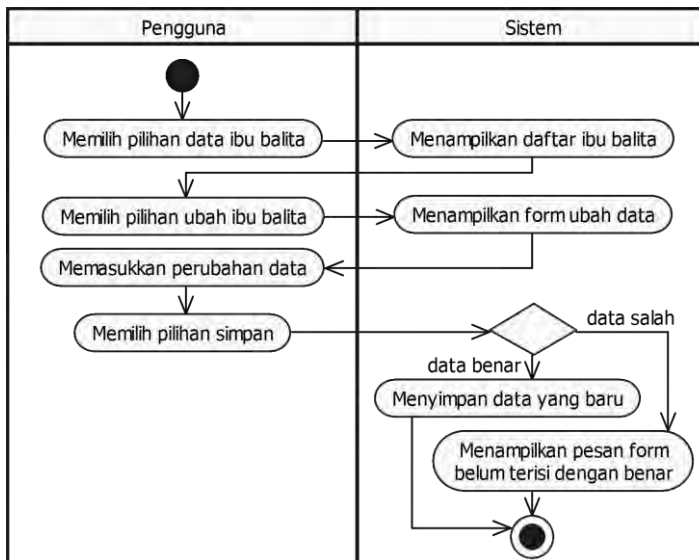 Pengguna
Sistem
Memilih pilihan data ibu balita
Menampilkan daftar ibu balita
Memilih pilihan ubah ibu balita
Menampilkan form ubah data
Memasukkan perubahan data
Memilih pilihan simpan
data salah
data benar
Menyimpan data yang baru
Menampilkan pesan form
belum terisi dengan benar